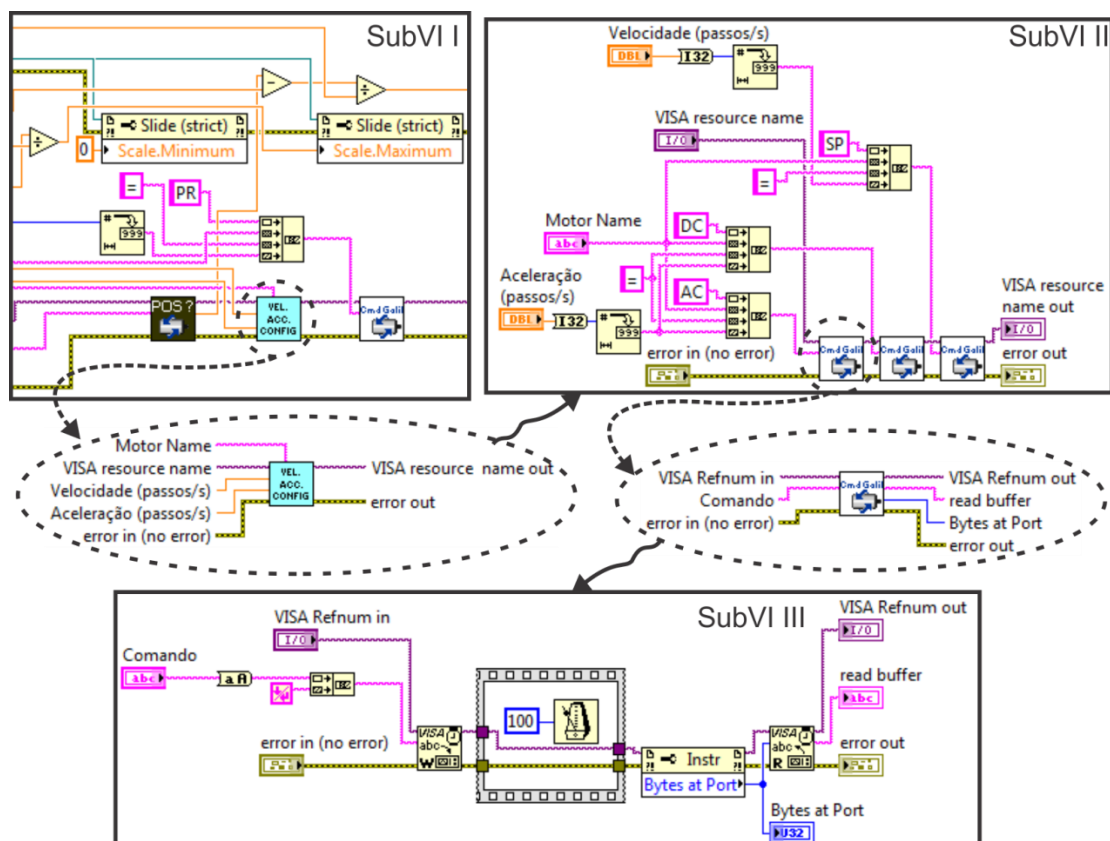 SubVI I
Slide (strict)
Slide (strict)
0
Scale.Minimum
Scale.Maximum
=
PR
#
999
POS ?
VEL.
ACC.
CONFIG
Cmd Galil
SubVI II
Velocidade (passos/s)
DBL
I32
#
999
VISA resource name
I/O
SP
=
Motor Name
abc
DC
Aceleração
(passos/s)
=
AC
DBL
I32
#
999
VISA resource
name out
I/O
error in (no error)
Cmd Galil
Cmd Galil
Cmd Galil
error out
Motor Name
VISA resource name
Velocidade (passos/s)
Aceleração (passos/s)
error in (no error)
VEL.
ACC.
CONFIG
VISA resource name out
error out
VISA Refnum in
Comando
error in (no error)
Cmd Galil
VISA Refnum out
read buffer
Bytes at Port
error out
SubVI III
VISA Refnum in
I/O
VISA Refnum out
I/O
Comando
abc
aA
100
read buffer
abc
error in (no error)
VISA
abc
W
Instr
Bytes at Port
VISA
abc
R
error out
Bytes at Port
U32